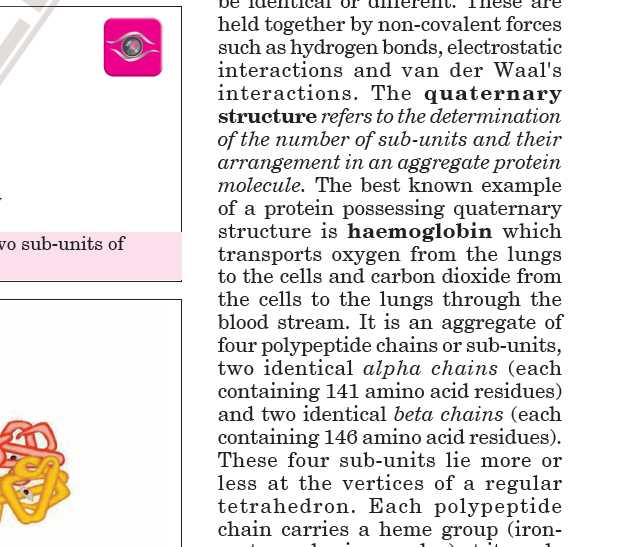 be identical or different. These are
held together by non-covalent forces
such as hydrogen bonds, electrostatic
interactions and van der Waal's
interactions. The quaternary
structure refers to the determination
of the number of sub-units and their
arrangement in an aggregate protein
molecule. The best known example
of a protein possessing quaternary
structure is haemoglobin which
transports oxygen from the lungs
to the cells and carbon dioxide from
the cells to the lungs through the
blood stream. It is an aggregate of
four polypeptide chains or sub-units,
two identical alpha chains (each
containing 141 amino acid residues)
and two identical beta chains (each
containing 146 amino acid residues).
These four sub-units lie more or
less at the vertices of a regular
tetrahedron. Each polypeptide
chain carries a heme group (iron-
sub-units of